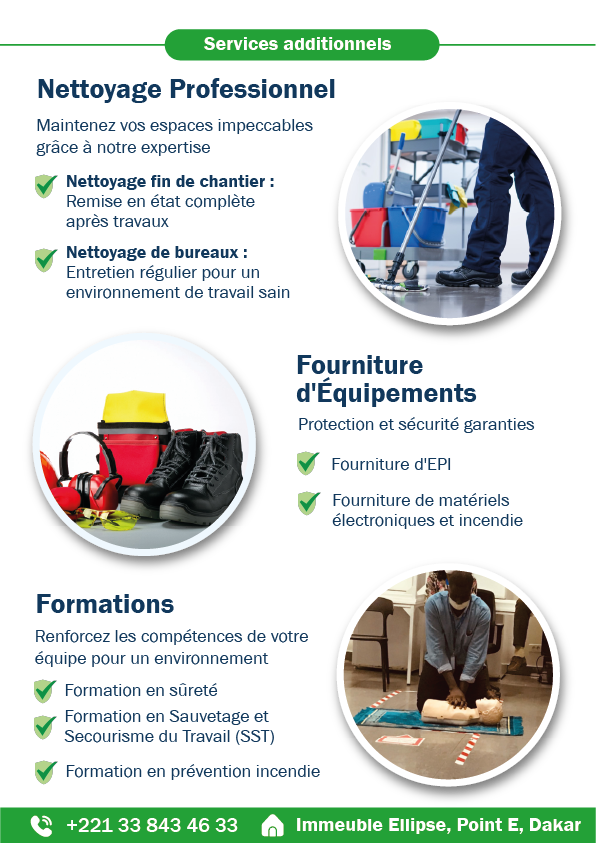 Services additionnels
Nettoyage Professionnel
Maintenez vos espaces impeccables
grâce à notre expertise
Nettoyage fin de chantier :
Remise en état complète
après travaux
Nettoyage de bureaux :
Entretien régulier pour un
environnement de travail sain
Fourniture
d'Équipements
Protection et sécurité garanties
Fourniture d'EPI
Fourniture de matériels
électroniques et incendie
Formations
Renforcez les compétences de votre
équipe pour un environnement
Formation en sûreté
Formation en Sauvetage et
Secourisme du Travail (SST)
Formation en prévention incendie
+221 33 843 46 33
Immeuble Ellipse, Point E, Dakar